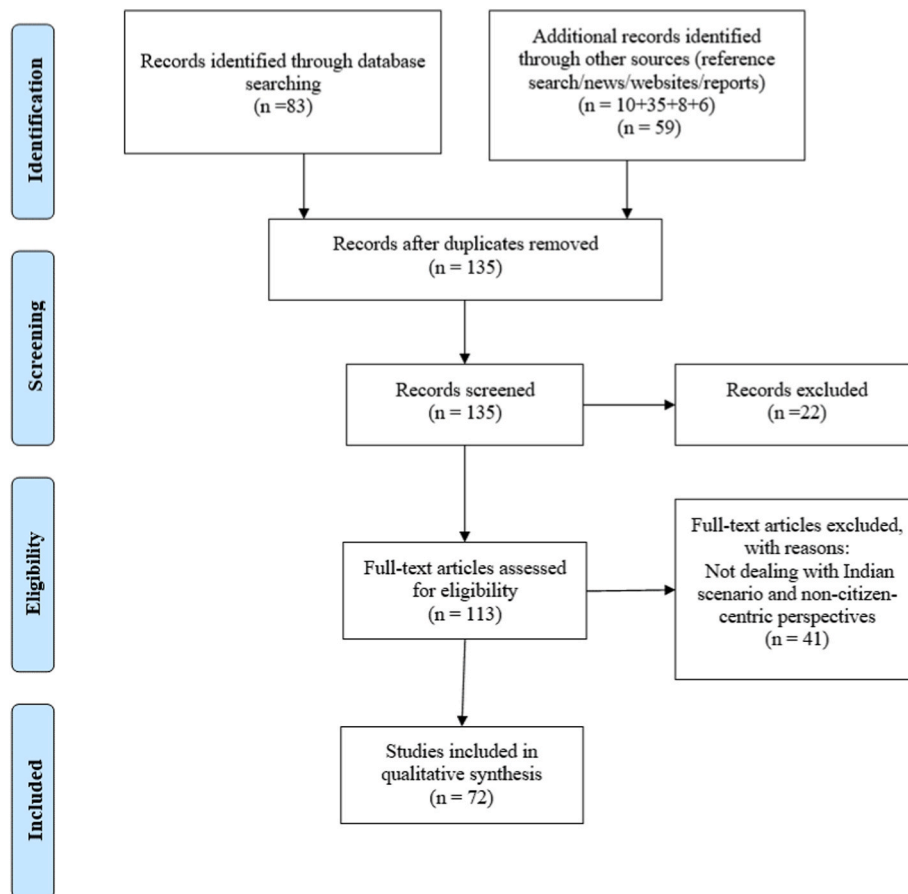 Identification
Records identified through database
searching
(n =83)
Additional records identified
through other sources (reference
search/news/websites/reports)
(n = 10+35+8+6)
(n = 59)
Records after duplicates removed
(n = 135)
Screening
Records screened
(n = 135)
Records excluded
(n =22)
Eligibility
Full-text articles assessed
for eligibility
(n = 113)
Full-text articles excluded,
with reasons:
Not dealing with Indian
scenario and non-citizen-
centric perspectives
(n = 41)
Included
Studies included in
qualitative synthesis
(n = 72)